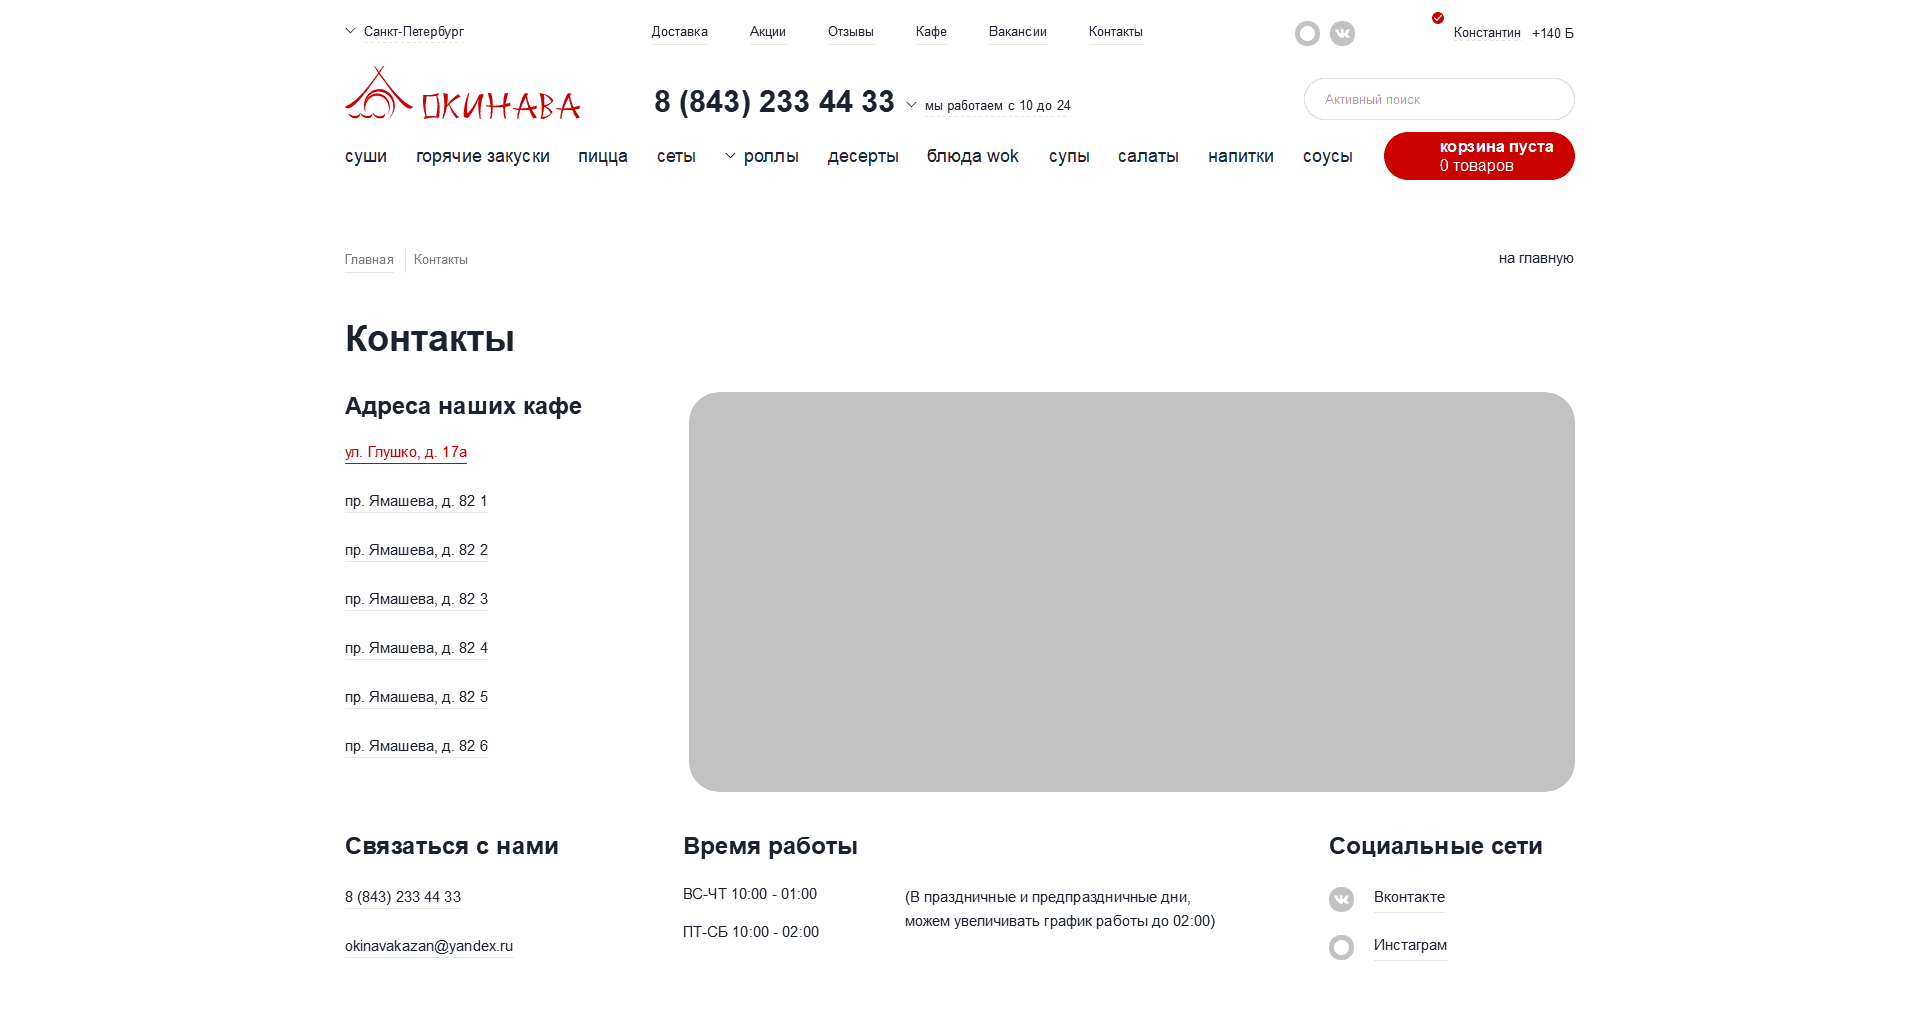 Санкт-Петербург
Доставка
Акции
Отзывы
Кафе
Вакансии
Контакты
Константин
+140 Б
ОКИНАВА
8 (843) 233 44 33
мы работаем с 10 до 24
Активный поиск
суши
горячие закуски
пицца
сеты
роллы
десерты
блюда wok
супы
салаты
напитки
соусы
корзина пуста
0 товаров
Главная
Контакты
на главную
Контакты
Адреса наших кафе
ул. Глушко, д. 17а
пр. Ямашева, д. 82 1
пр. Ямашева, д. 82 2
пр. Ямашева, д. 82 3
пр. Ямашева, д. 82 4
пр. Ямашева, д. 82 5
пр. Ямашева, д. 82 6
Связаться с нами
8 (843) 233 44 33
okinavakazan@yandex.ru
Время работы
ВС-ЧТ 10:00 - 01:00
ПТ-СБ 10:00 - 02:00
(В праздничные и предпраздничные дни,
можем увеличивать график работы до 02:00)
Социальные сети
Вконтакте
Инстаграм